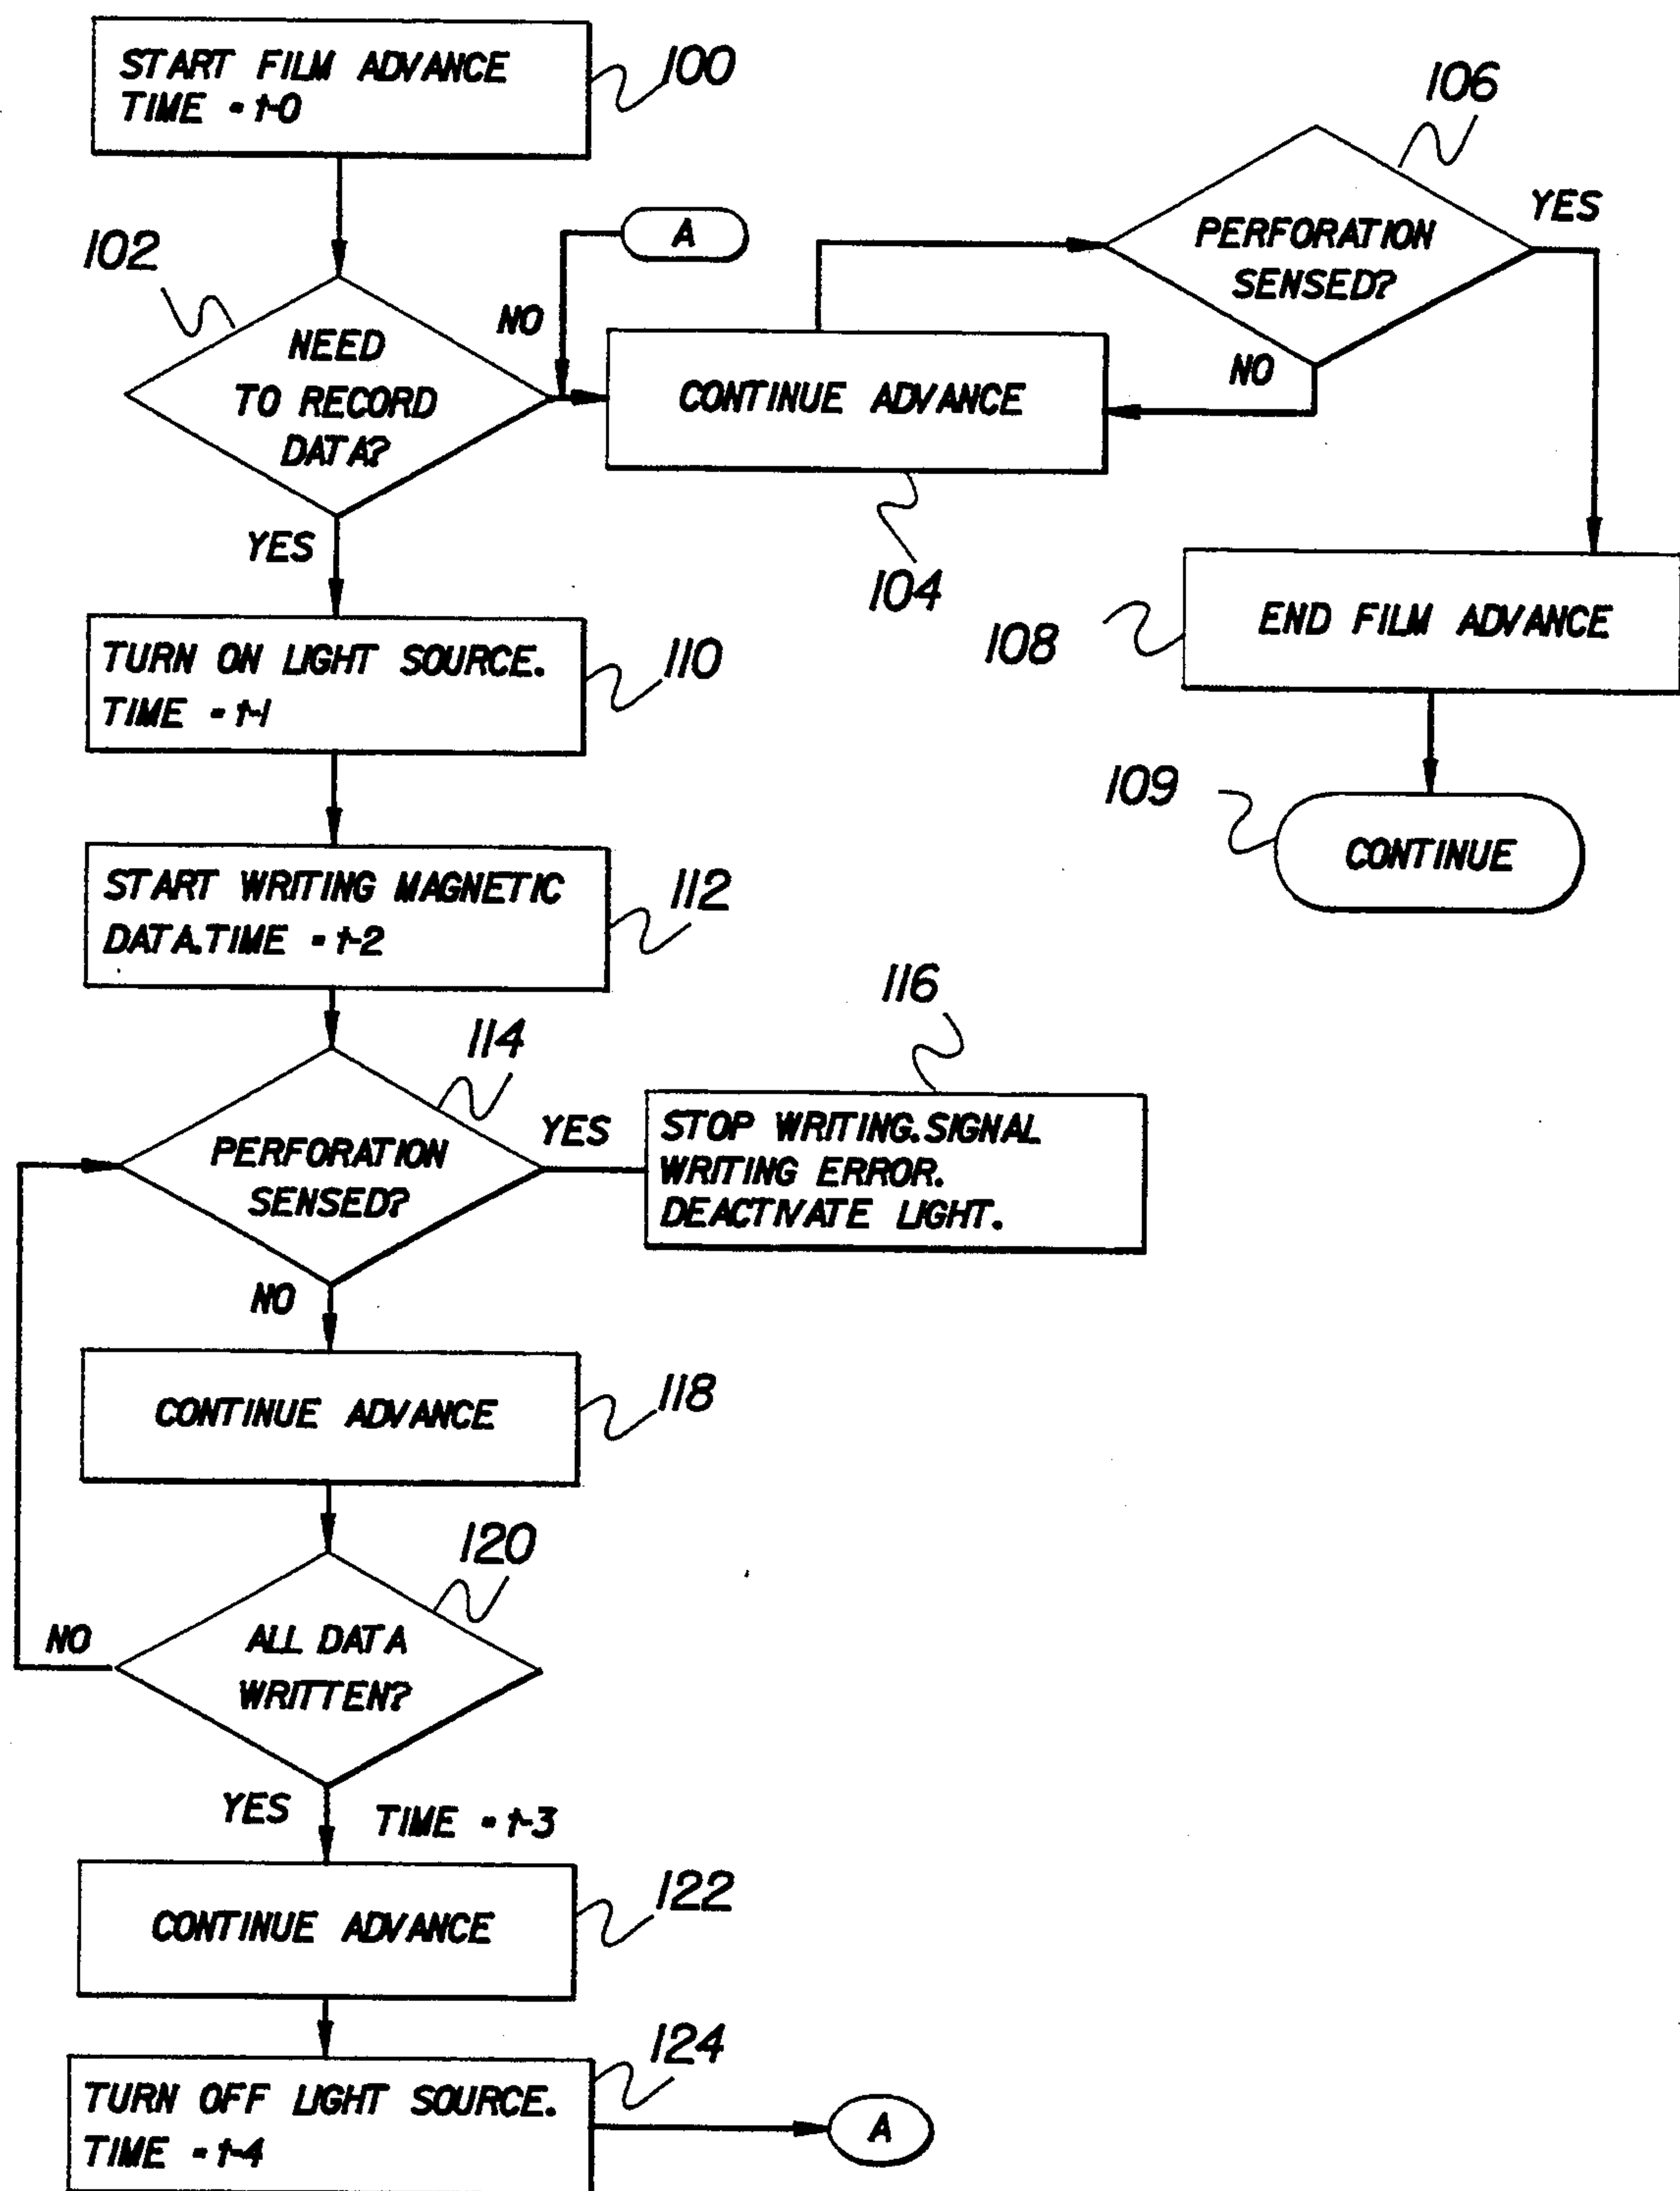 START FILM ADVANCE
TIME = t-0
100
106
102
A
PERFORATION
SENSED?
YES
NEED
TO RECORD
DATA?
NO
CONTINUE ADVANCE
NO
YES
104
108
END FILM ADVANCE
TURN ON LIGHT SOURCE.
TIME = t-1
110
109
CONTINUE
START WRITING MAGNETIC
DATA.TIME = t-2
112
116
114
PERFORATION
SENSED?
YES
STOP WRITING.SIGNAL
WRITING ERROR.
DEACTIVATE LIGHT.
NO
CONTINUE ADVANCE
118
120
NO
ALL DATA
WRITTEN?
YES
TIME = t-3
CONTINUE ADVANCE
122
124
TURN OFF LIGHT SOURCE.
TIME = t-4
A